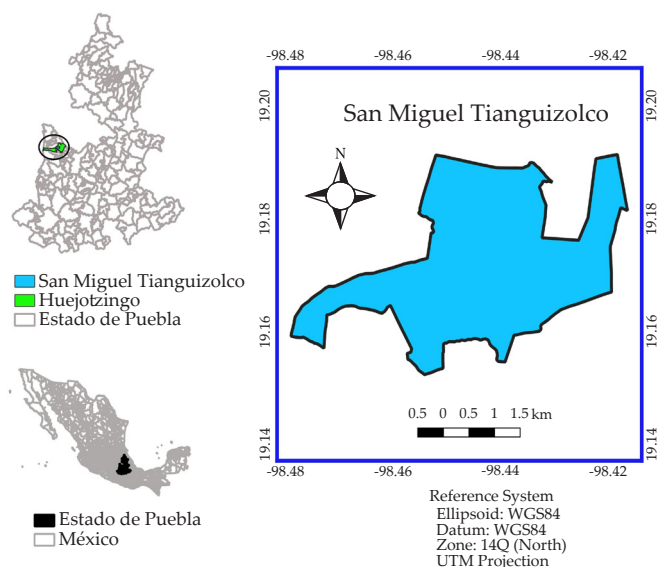 -98.48 -98.46 -98.44 -98.42
19.20 19.20
San Miguel Tianguizolco
N
19.18 19.18
San Miguel Tianguizolco
Huejotzingo
Estado de Puebla
19.16 19.16
0.5 0 0.5 1 1.5 km
19.14 19.14
-98.48 -98.46 -98.44 -98.42
Estado de Puebla
México
Reference System
Ellipsoid: WGS84
Datum: WGS84
Zone: 14Q (North)
UTM Projection